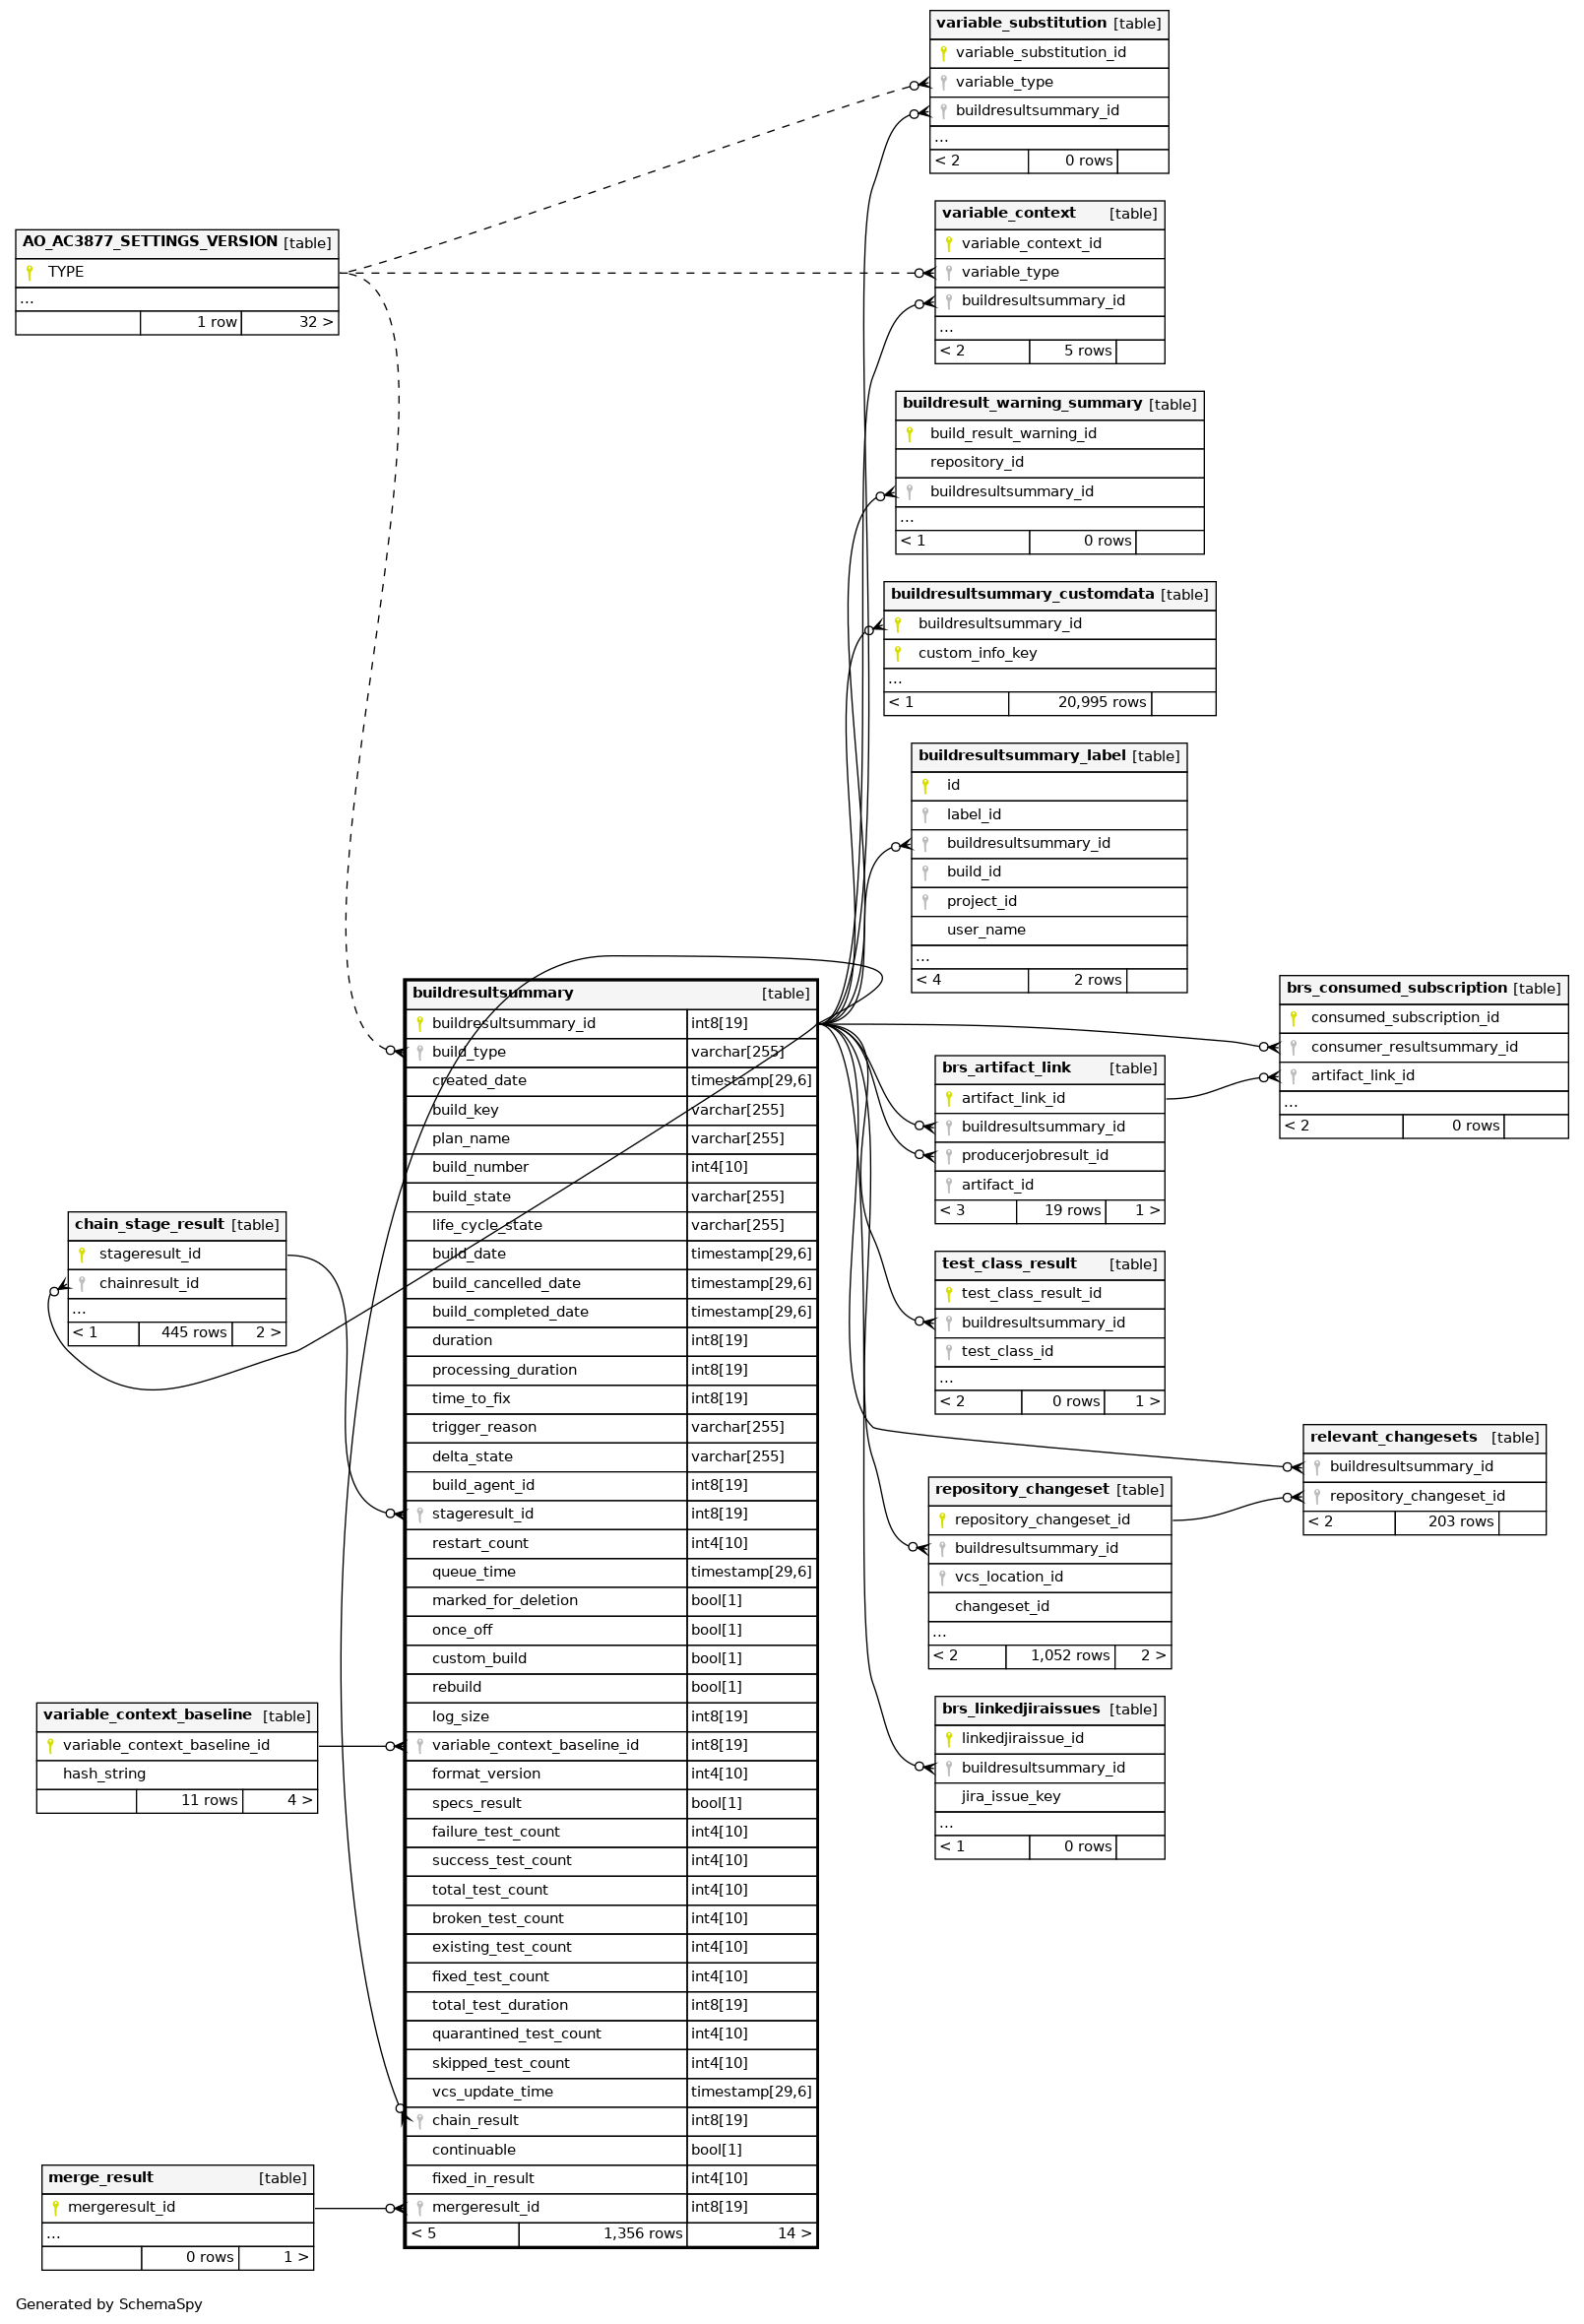 variable_substitution [table]
variable_substitution_id
variable_type
buildresultsummary_id
...
< 2 0 rows
variable_context [table]
variable_context_id
variable_type
buildresultsummary_id
...
< 2 5 rows
AO_AC3877_SETTINGS_VERSION [table]
TYPE
...
1 row 32 >
buildresult_warning_summary [table]
build_result_warning_id
repository_id
buildresultsummary_id
...
< 1 0 rows
buildresultsummary_customdata [table]
buildresultsummary_id
custom_info_key
...
< 1 20,995 rows
buildresultsummary_label [table]
id
label_id
buildresultsummary_id
build_id
project_id
user_name
...
< 4 2 rows
brs_consumed_subscription [table]
consumed_subscription_id
consumer_resultsummary_id
artifact_link_id
...
< 2 0 rows
brs_artifact_link [table]
artifact_link_id
buildresultsummary_id
producerjobresult_id
artifact_id
< 3 19 rows 1 >
test_class_result [table]
test_class_result_id
buildresultsummary_id
test_class_id
...
< 2 0 rows 1 >
relevant_changesets [table]
buildresultsummary_id
repository_changeset_id
< 2 203 rows
repository_changeset [table]
repository_changeset_id
buildresultsummary_id
vcs_location_id
changeset_id
...
< 2 1,052 rows 2 >
brs_linkedjiraissues [table]
linkedjiraissue_id
buildresultsummary_id
jira_issue_key
...
< 1 0 rows
buildresultsummary [table]
buildresultsummary_id int8[19]
build_type varchar[255]
created_date timestamp[29,6]
build_key varchar[255]
plan_name varchar[255]
build_number int4[10]
build_state varchar[255]
life_cycle_state varchar[255]
build_date timestamp[29,6]
build_cancelled_date timestamp[29,6]
build_completed_date timestamp[29,6]
duration int8[19]
processing_duration int8[19]
time_to_fix int8[19]
trigger_reason varchar[255]
delta_state varchar[255]
build_agent_id int8[19]
stageresult_id int8[19]
restart_count int4[10]
queue_time timestamp[29,6]
marked_for_deletion bool[1]
once_off bool[1]
custom_build bool[1]
rebuild bool[1]
log_size int8[19]
variable_context_baseline_id int8[19]
format_version int4[10]
specs_result bool[1]
failure_test_count int4[10]
success_test_count int4[10]
total_test_count int4[10]
broken_test_count int4[10]
existing_test_count int4[10]
fixed_test_count int4[10]
total_test_duration int8[19]
quarantined_test_count int4[10]
skipped_test_count int4[10]
vcs_update_time timestamp[29,6]
chain_result int8[19]
continuable bool[1]
fixed_in_result int4[10]
mergeresult_id int8[19]
< 5 1,356 rows 14 >
chain_stage_result [table]
stageresult_id
chainresult_id
...
< 1 445 rows 2 >
variable_context_baseline [table]
variable_context_baseline_id
hash_string
11 rows 4 >
merge_result [table]
mergeresult_id
...
0 rows 1 >
Generated by SchemaSpy